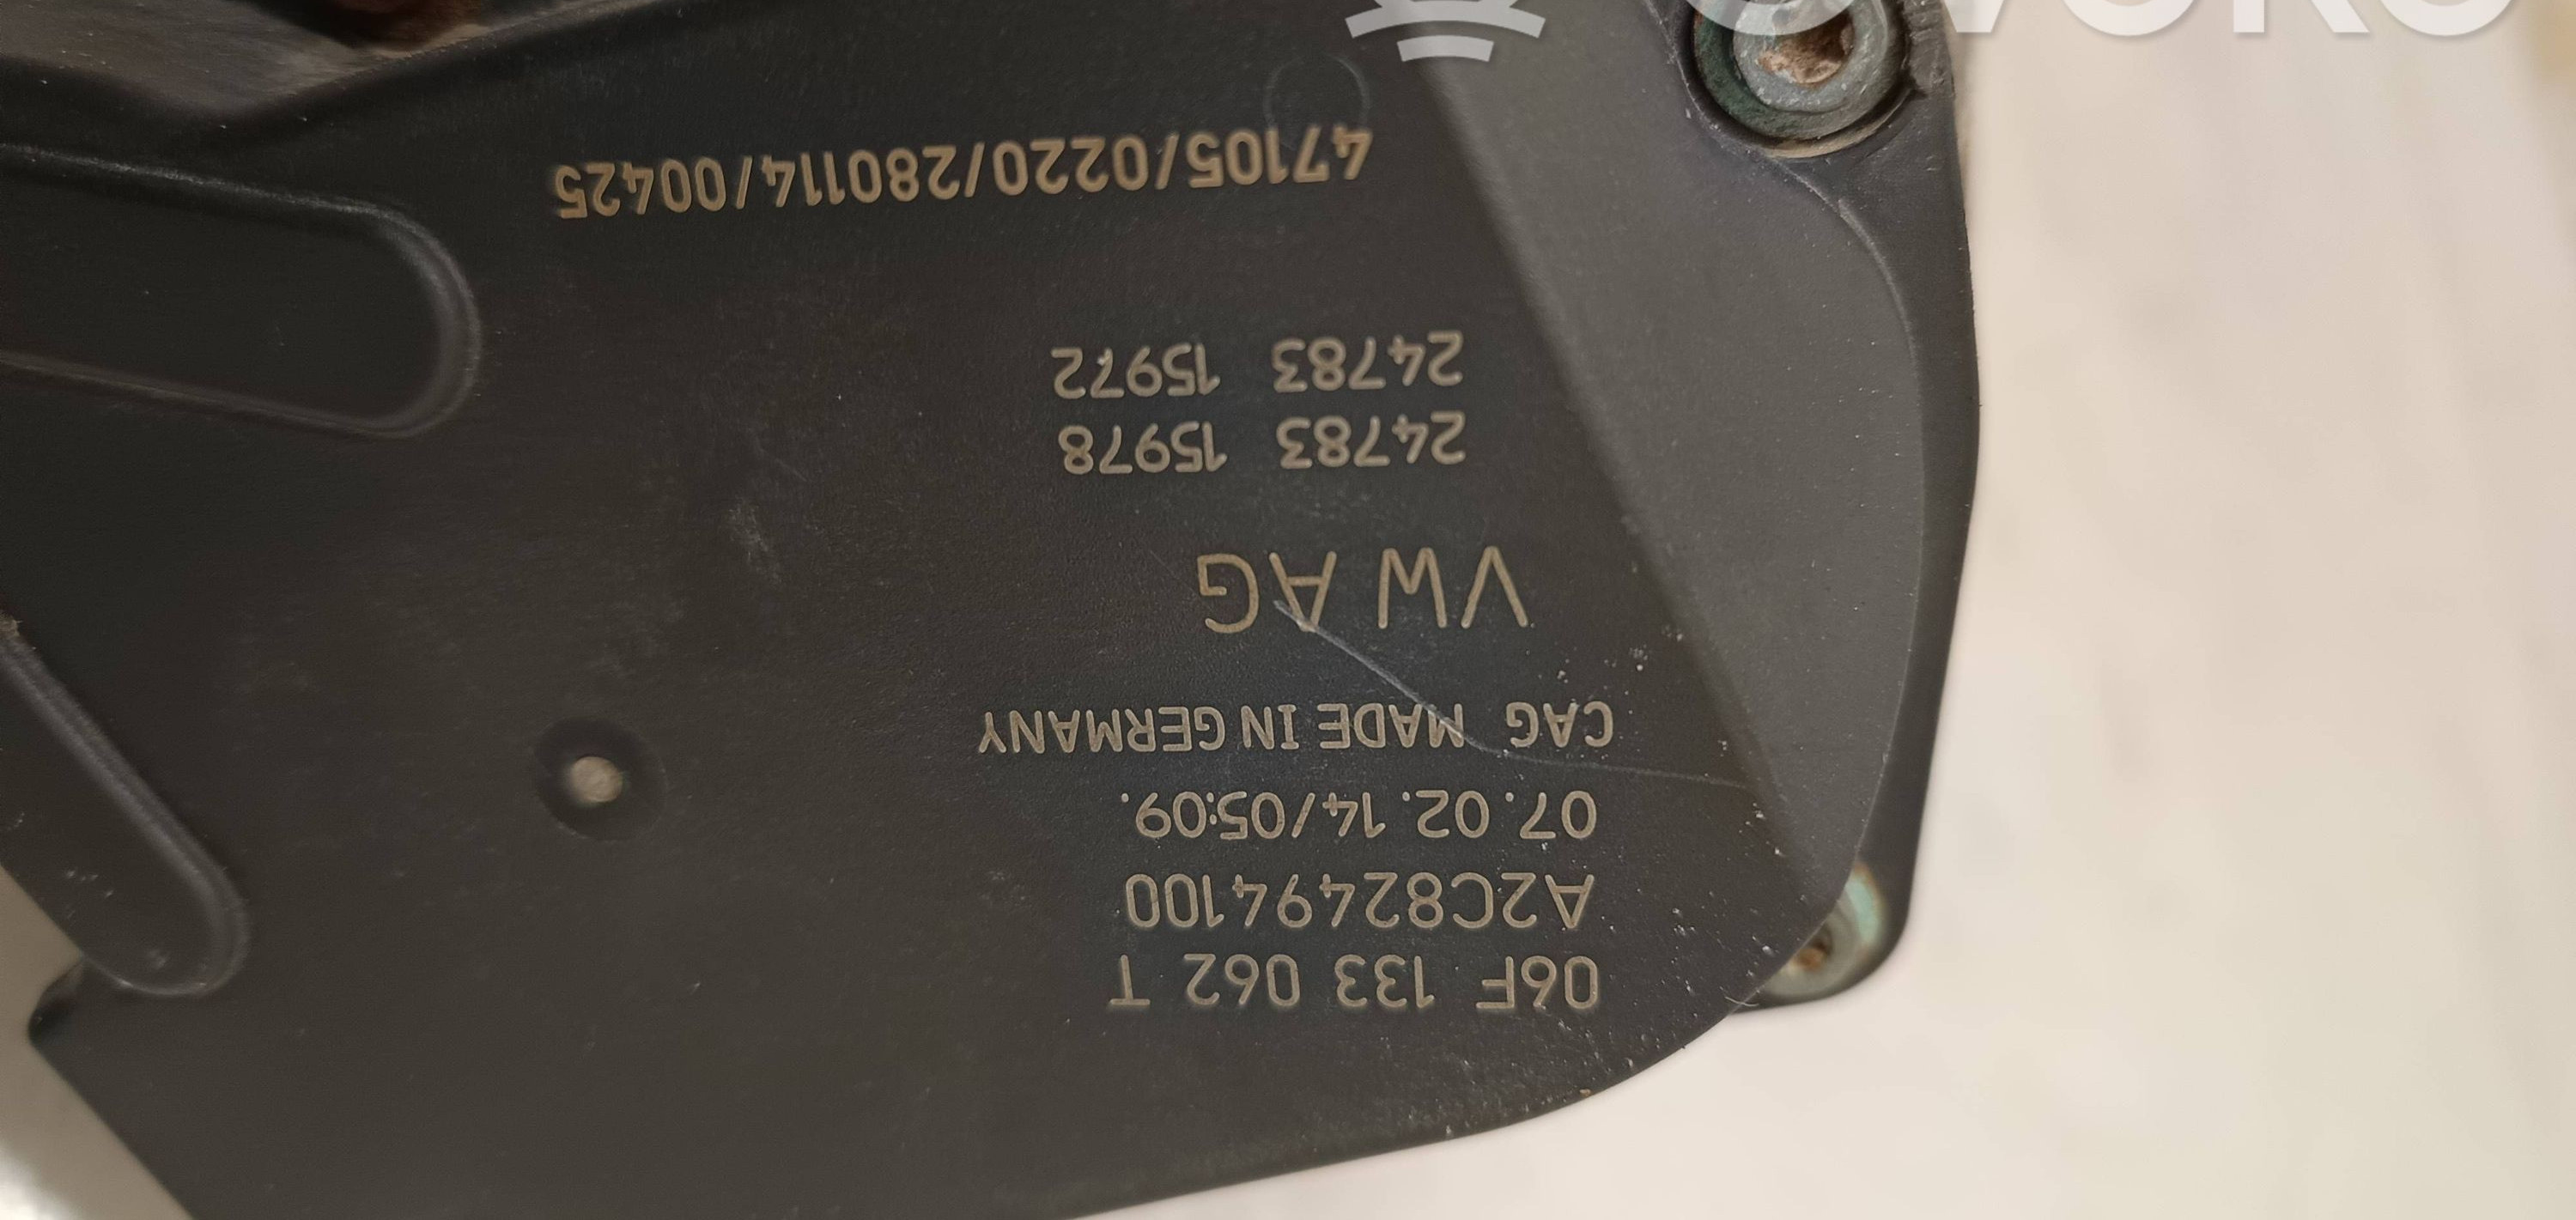 06F 133 062 T
A2C82494100
07. 02. 14/05:09.
CAG MADE IN GERMANY
VW AG
24783 15978
24783 15972
47105/0220/280114/00425